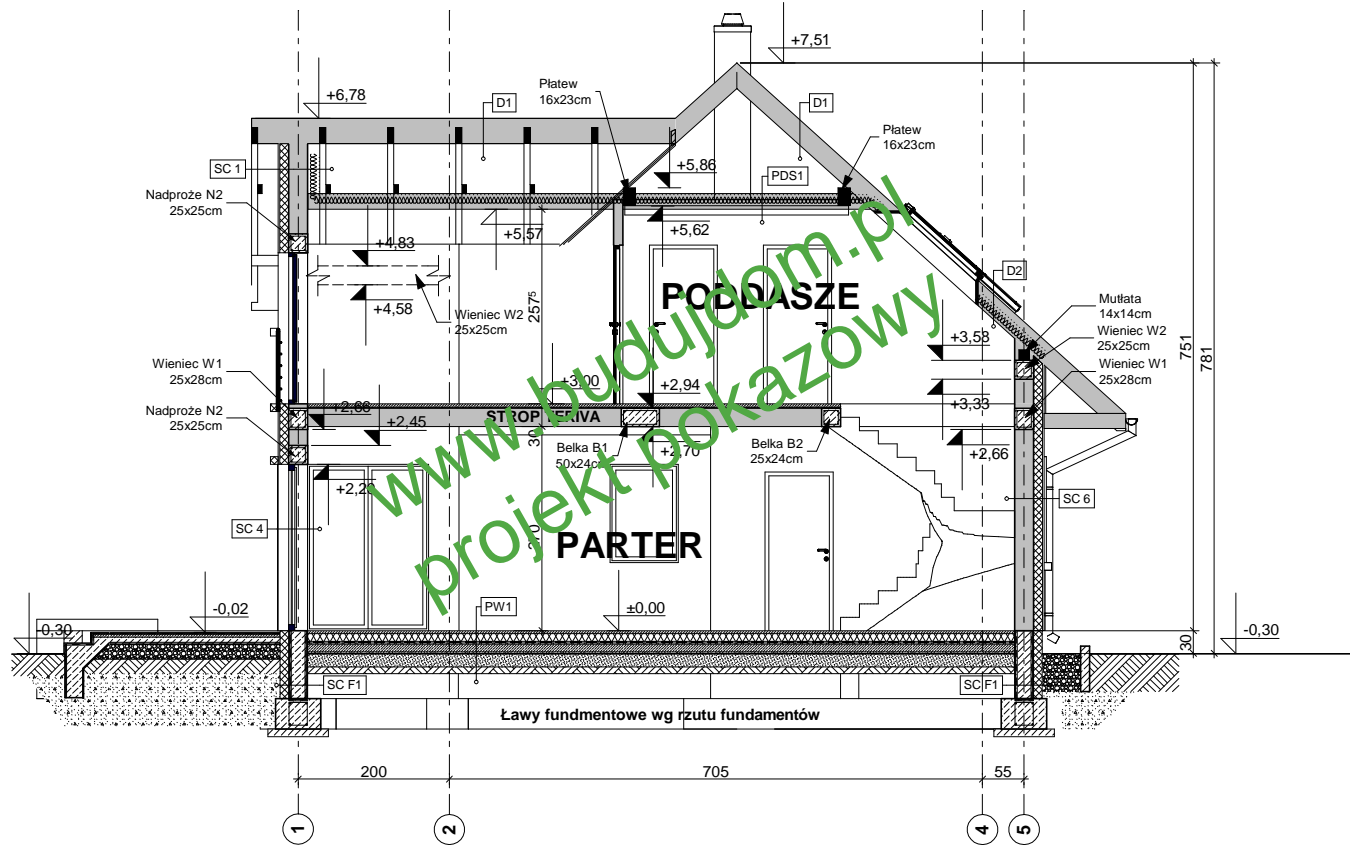 +7,51
+6,78
D1
Płatew
16x23cm
D1
Płatew
16x23cm
SC 1
+5,86
PDS1
Nadproże N2
25x25cm
+4,83
+5,57
+5,62
D2
+4,58
Wieniec W2
25x25cm
257⁵
PODDASZE
Mutłata
14x14cm
Wieniec W2
25x25cm
Wieniec W1
25x28cm
+3,58
751
781
Wieniec W1
25x28cm
Nadproże N2
25x25cm
+3,00
+2,94
+3,33
+2,66
+2,45
STROP TERIVA
30
Belka B1
50x24cm
+2,70
Belka B2
25x24cm
+2,66
SC 4
SC 6
270
PARTER
www.budujdom.pl
projekt pokazowy
-0,30
-0,02
PW1
±0,00
30
-0,30
SC F1
SC F1
Ławy fundmentowe wg rzutu fundamentów
200
705
55
1
2
4
5